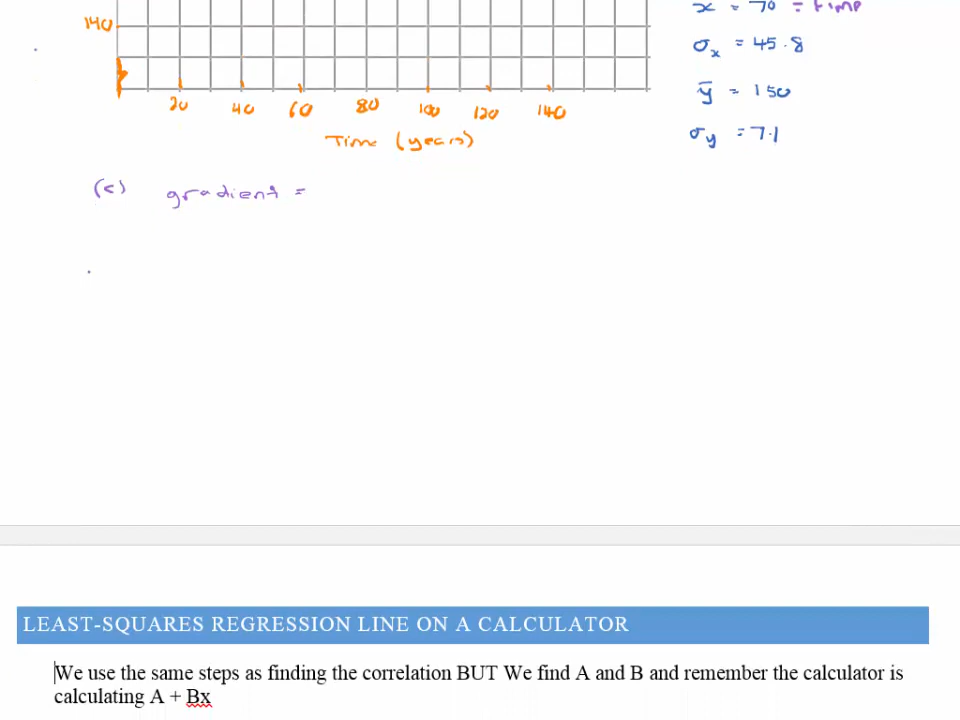 x = 70 = time
140
σx = 45.8
ȳ = 150
20 40 60 80 100 120 140
σy = 7.1
Time (years)
(c) gradient =
LEAST-SQUARES REGRESSION LINE ON A CALCULATOR
We use the same steps as finding the correlation BUT We find A and B and remember the calculator is
calculating A + Bx